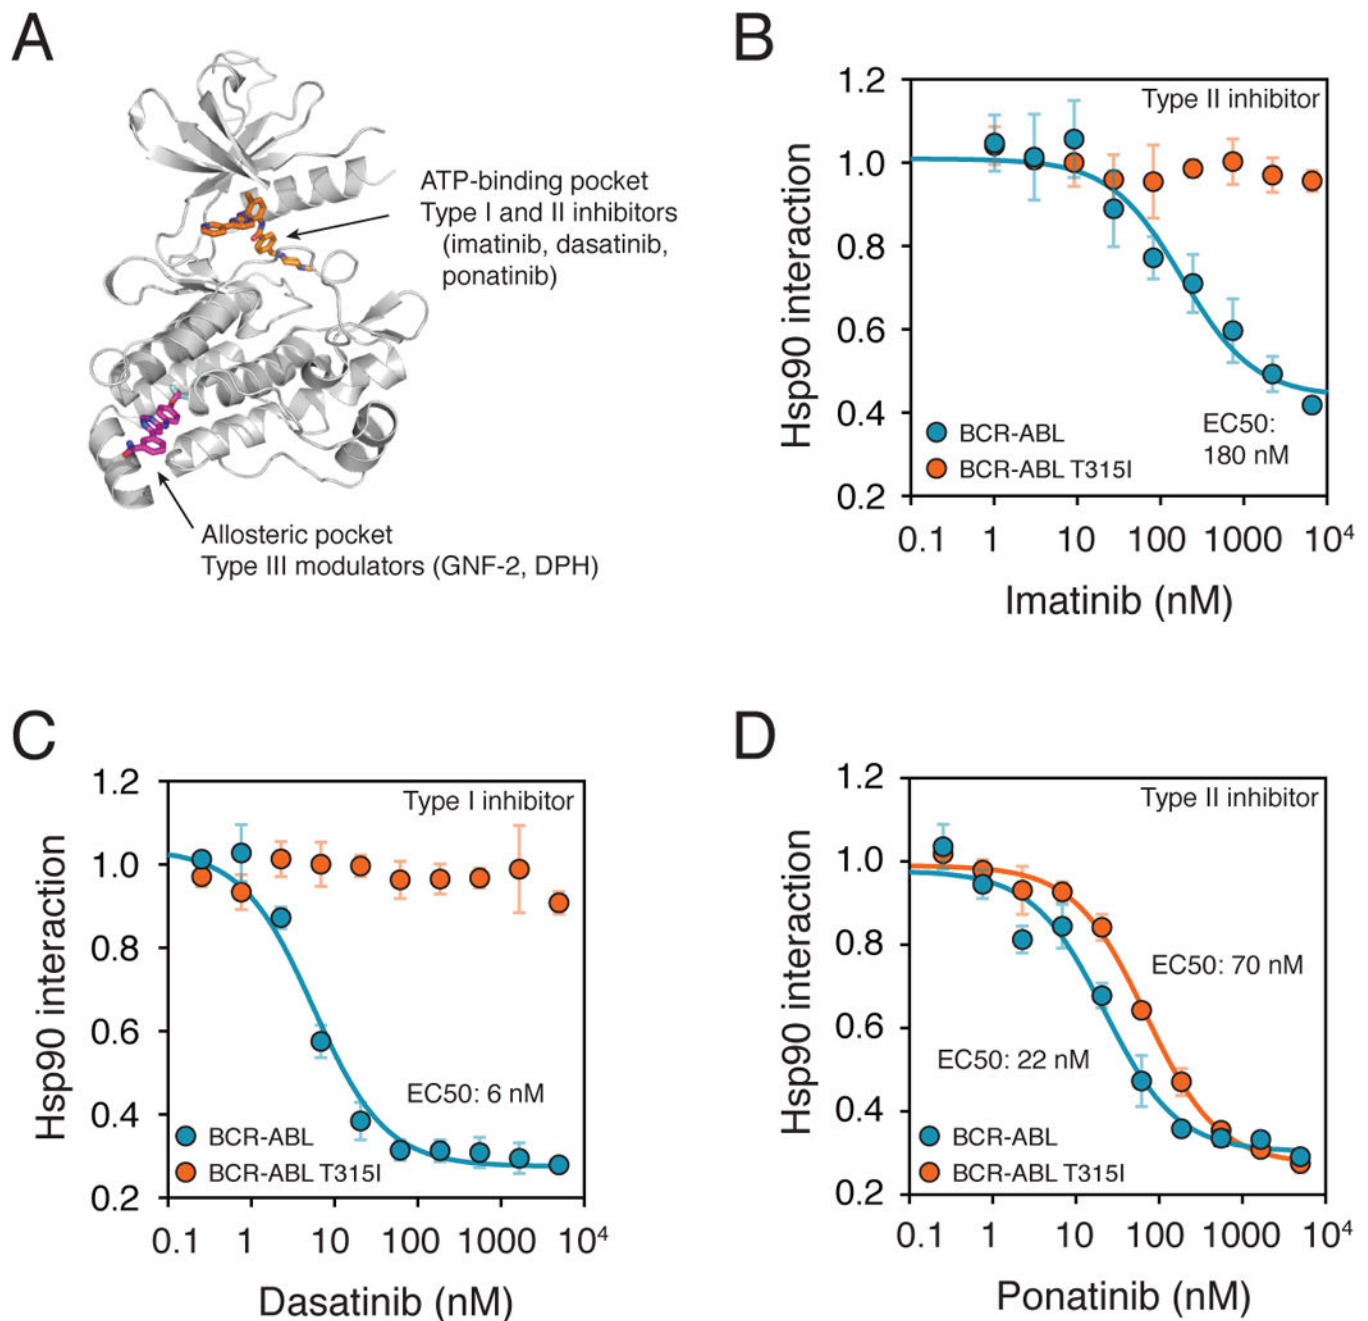 A
ATP-binding pocket
Type I and II inhibitors
(imatinib, dasatinib,
ponatinib)
Allosteric pocket
Type III modulators (GNF-2, DPH)
B
Type II inhibitor
Hsp90 interaction
1.2
1.0
0.8
0.6
0.4
0.2
BCR-ABL
BCR-ABL T315I
EC50:
180 nM
0.1 1 10 100 1000 10⁴
Imatinib (nM)
C
Type I inhibitor
Hsp90 interaction
1.2
1.0
0.8
0.6
0.4
0.2
EC50: 6 nM
BCR-ABL
BCR-ABL T315I
0.1 1 10 100 1000 10⁴
Dasatinib (nM)
D
Type II inhibitor
Hsp90 interaction
1.2
1.0
0.8
0.6
0.4
0.2
EC50: 70 nM
EC50: 22 nM
BCR-ABL
BCR-ABL T315I
0.1 1 10 100 1000 10⁴
Ponatinib (nM)